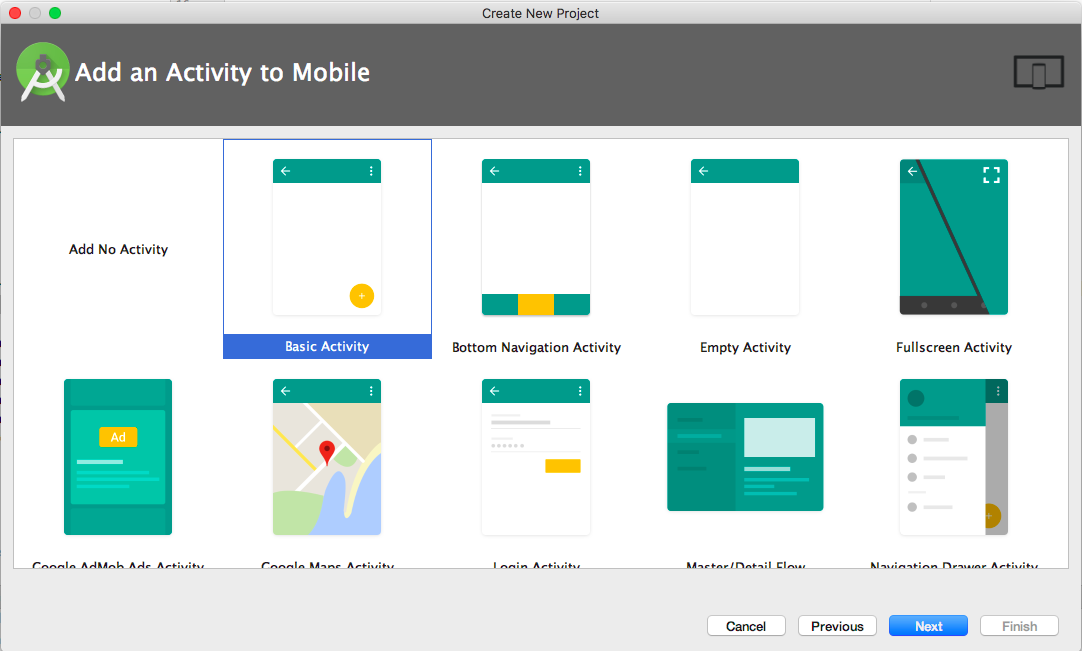 Create New Project
Add an Activity to Mobile
Add No Activity
Basic Activity
Bottom Navigation Activity
Empty Activity
Fullscreen Activity
Ad
Google AdMob Ads Activity
Google Maps Activity
Login Activity
Master/Detail Flow
Navigation Drawer Activity
Cancel
Previous
Next
Finish